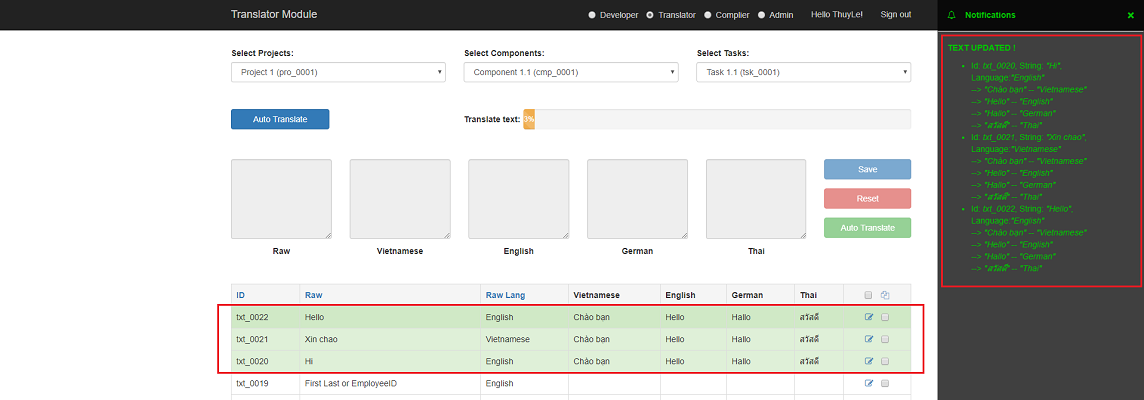 Translator Module
Developer Translator Complier Admin Hello ThuyLe! Sign out
Select Projects: Select Components: Select Tasks:
Project 1 (pro_0001) Component 1.1 (cmp_0001) Task 1.1 (tsk_0001)
Auto Translate Translate text: 3%
Save
Reset
Auto Translate
Raw Vietnamese English German Thai
ID Raw Raw Lang Vietnamese English German Thai
txt_0022 Hello English Chào bạn Hello Hallo สวัสดี
txt_0021 Xin chao Vietnamese Chào bạn Hello Hallo สวัสดี
txt_0020 Hi English Chào bạn Hello Hallo สวัสดี
txt_0019 First Last or EmployeeID English
Notifications ×
TEXT UPDATED !
• Id: txt_0020, String: "Hi",
Language:"English"
--> "Chào bạn" -- "Vietnamese"
--> "Hello" -- "English"
--> "Hallo" -- "German"
--> "สวัสดี" -- "Thai"
• Id: txt_0021, String: "Xin chao",
Language:"Vietnamese"
--> "Chào bạn" -- "Vietnamese"
--> "Hello" -- "English"
--> "Hallo" -- "German"
--> "สวัสดี" -- "Thai"
• Id: txt_0022, String: "Hello",
Language:"English"
--> "Chào bạn" -- "Vietnamese"
--> "Hello" -- "English"
--> "Hallo" -- "German"
--> "สวัสดี" -- "Thai"